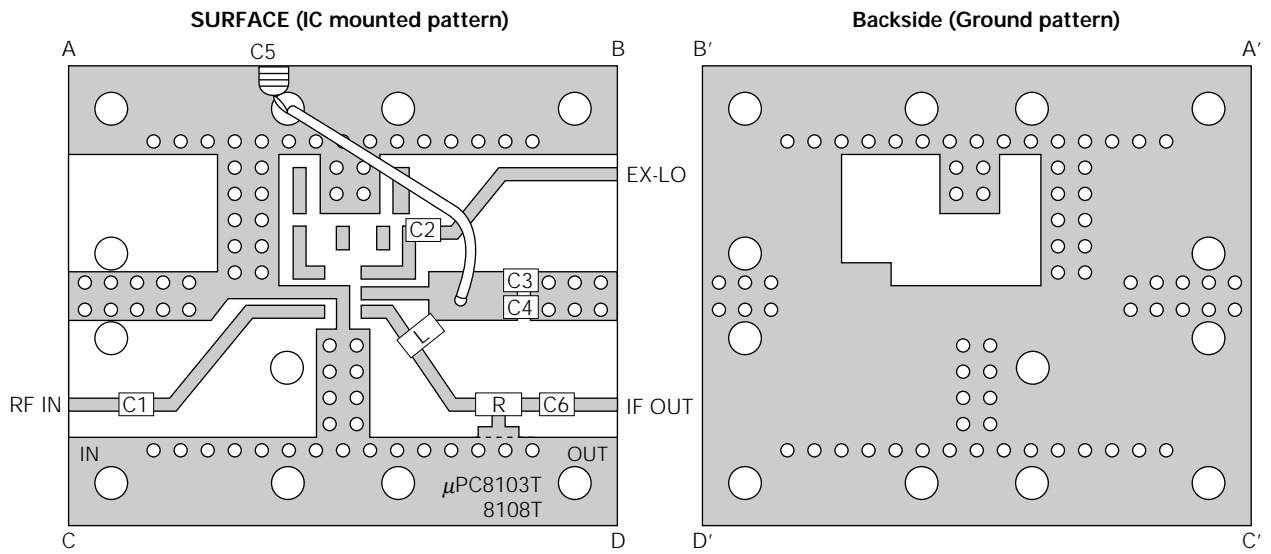 SURFACE (IC mounted pattern)
Backside (Ground pattern)
A
B
B′
A′
C5
EX-LO
C2
C3
C4
L
RF IN
C1
R
C6
IF OUT
IN
OUT
μPC8103T
8108T
C
D
D′
C′